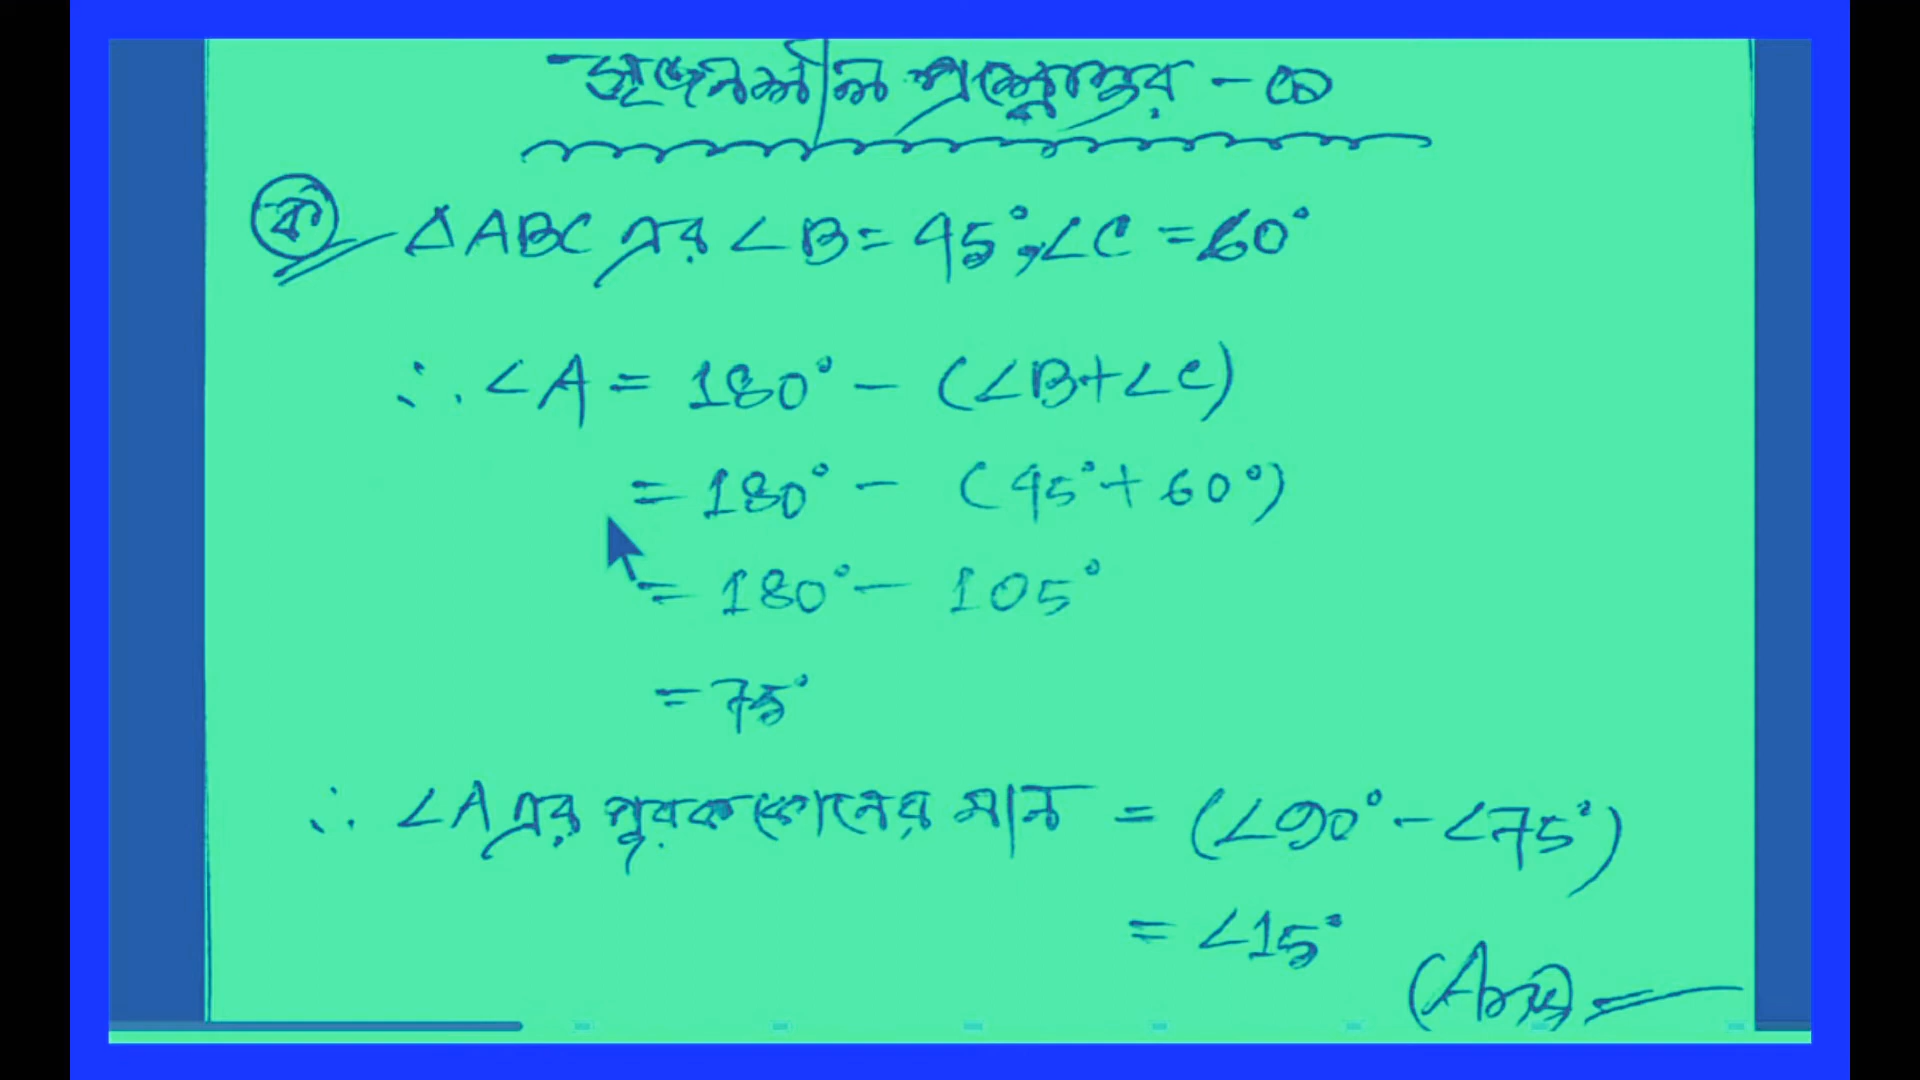 সৃজনশীল প্রশ্নোত্তর - ৩
ক ΔABC এর ∠B = 45°, ∠C = 60°
∴ ∠A = 180° - (∠B+∠C)
= 180° - (45° + 60°)
= 180° - 105°
= 75°
∴ ∠A এর পূরক কোনের মান = (∠90° - ∠75°)
= ∠15°
(Ans)